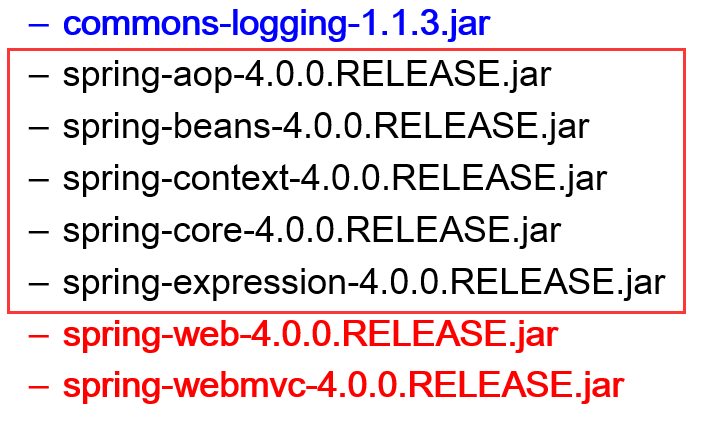 – commons-logging-1.1.3.jar
– spring-aop-4.0.0.RELEASE.jar
– spring-beans-4.0.0.RELEASE.jar
– spring-context-4.0.0.RELEASE.jar
– spring-core-4.0.0.RELEASE.jar
– spring-expression-4.0.0.RELEASE.jar
– spring-web-4.0.0.RELEASE.jar
– spring-webmvc-4.0.0.RELEASE.jar